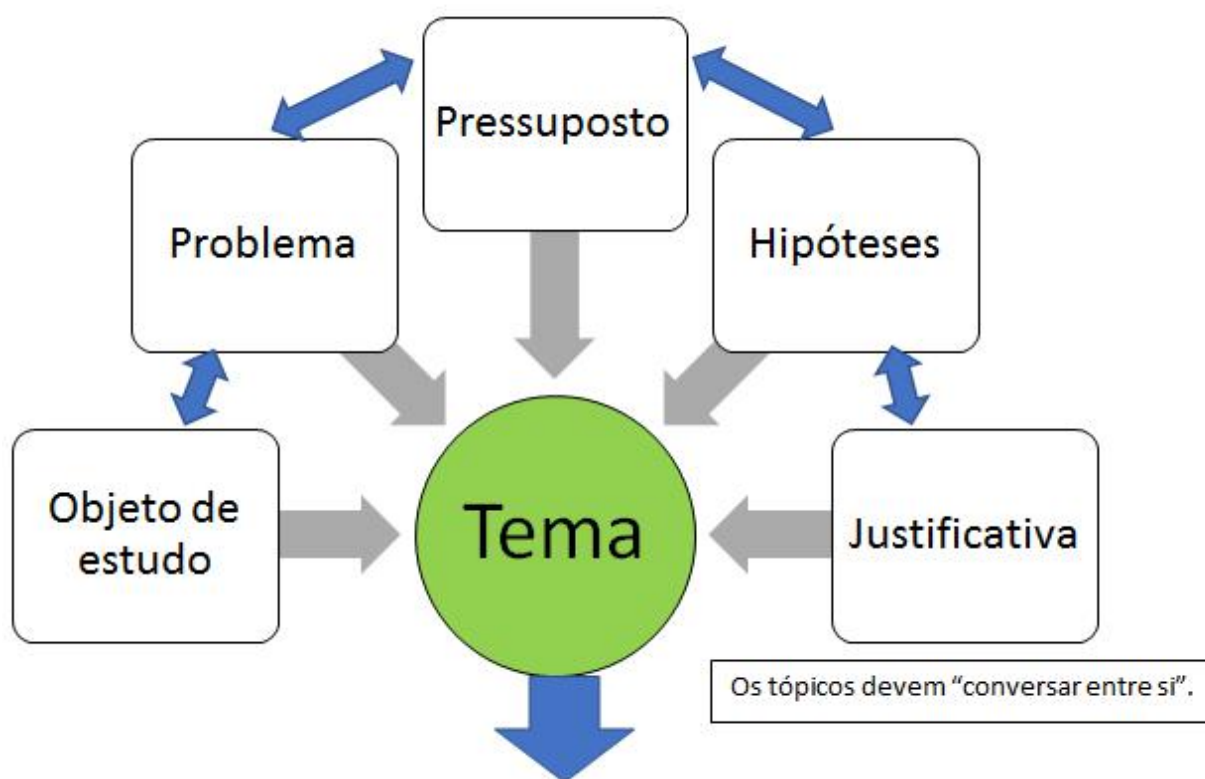 Pressuposto
Problema
Hipóteses
Objeto de
estudo
Tema
Justificativa
Os tópicos devem “conversar entre si”.